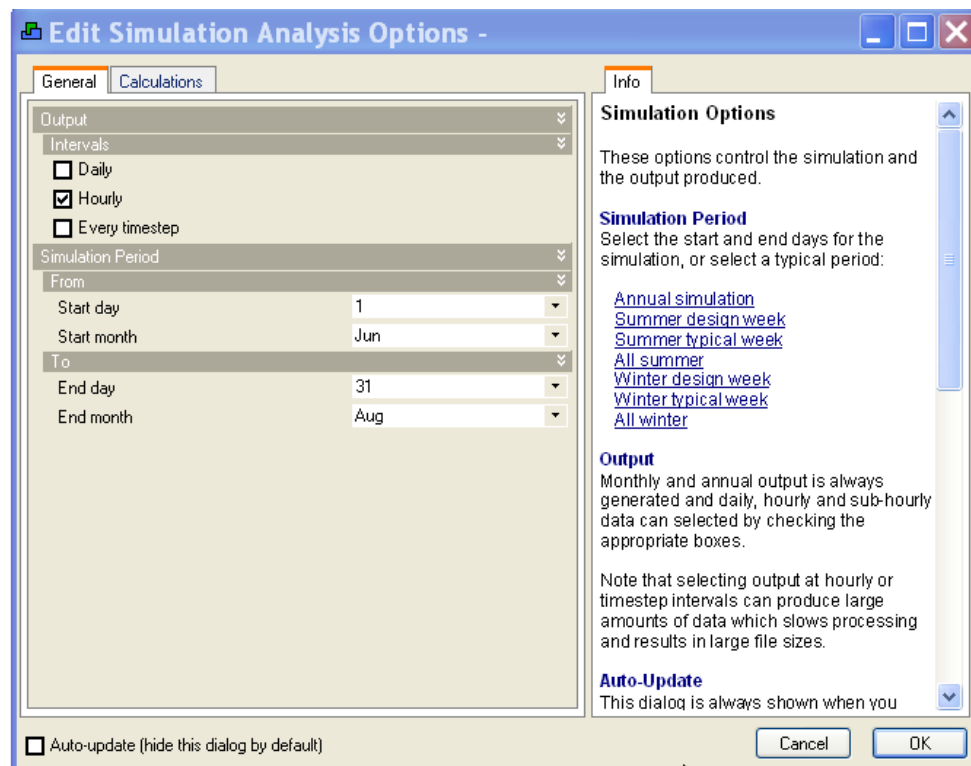 Edit Simulation Analysis Options -
General
Calculations
Output
Intervals
Daily
Hourly
Every timestep
Simulation Period
From
Start day
1
Start month
Jun
To
End day
31
End month
Aug
Info
Simulation Options
These options control the simulation and
the output produced.
Simulation Period
Select the start and end days for the
simulation, or select a typical period:
Annual simulation
Summer design week
Summer typical week
All summer
Winter design week
Winter typical week
All winter
Output
Monthly and annual output is always
generated and daily, hourly and sub-hourly
data can selected by checking the
appropriate boxes.
Note that selecting output at hourly or
timestep intervals can produce large
amounts of data which slows processing
and results in large file sizes.
Auto-Update
This dialog is always shown when you
Auto-update (hide this dialog by default)
Cancel
OK